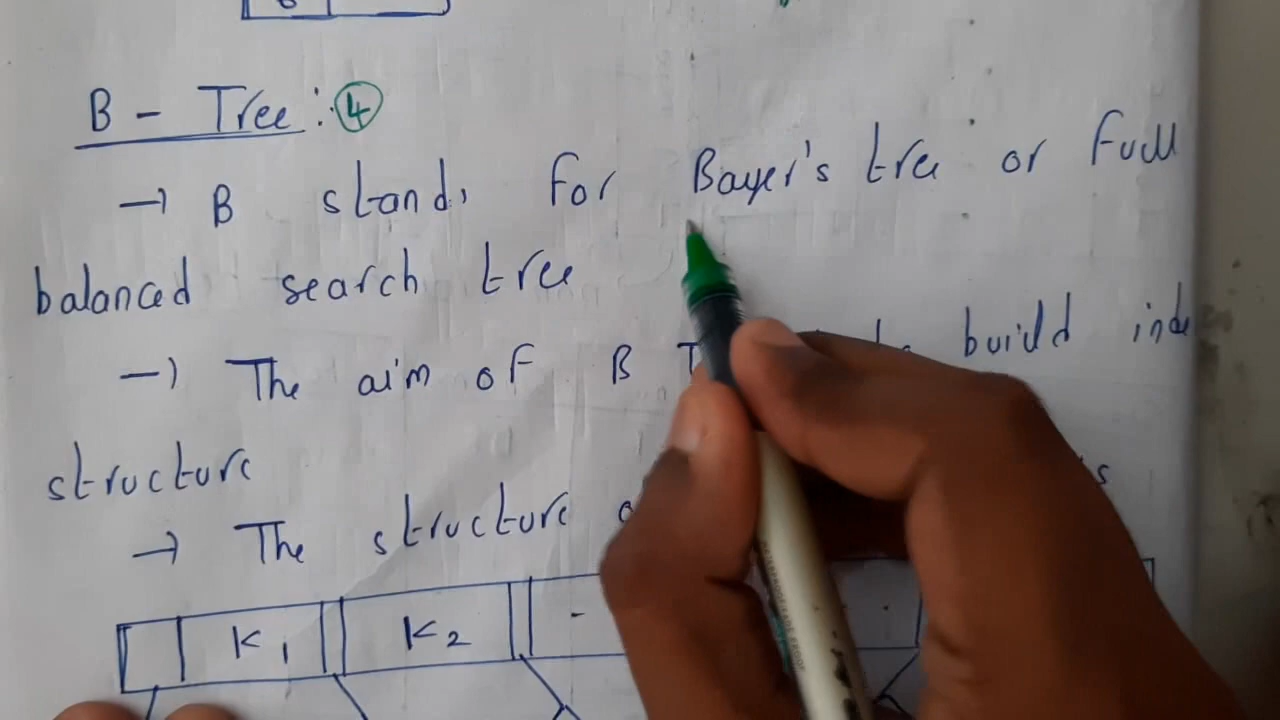 B - Tree : 4
→ B stands for Bayer's tree or Full
balanced search tree
→ The aim of B build inde
structure
→ The structure
K1 K2 -